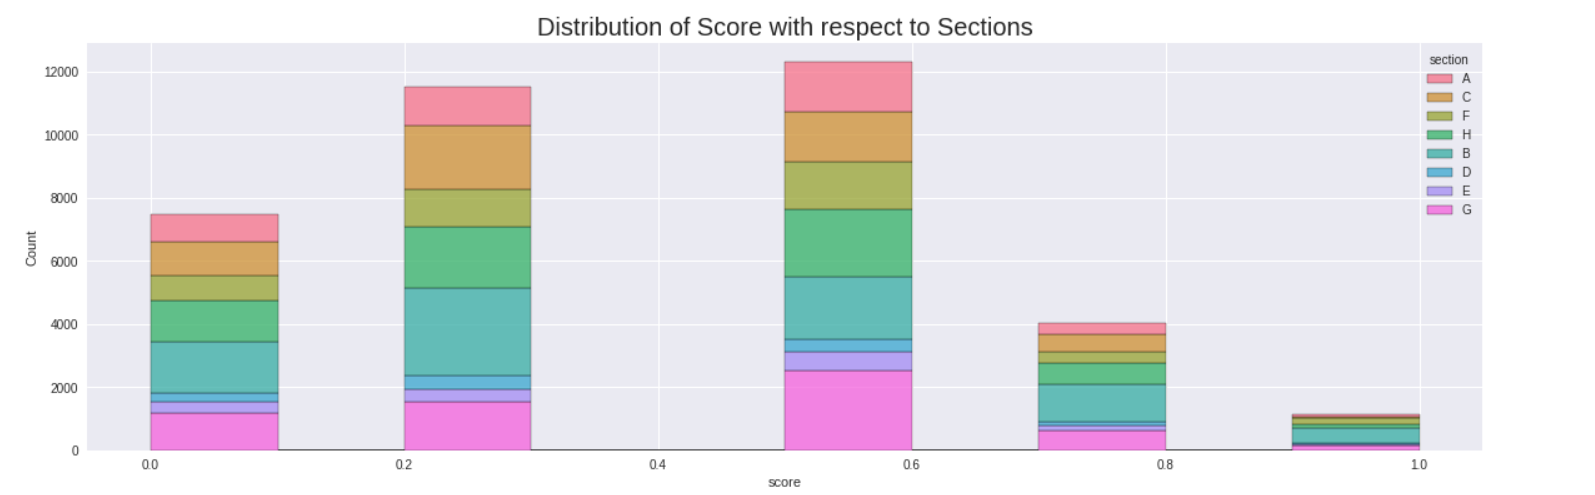 Distribution of Score with respect to Sections
section
A
C
F
H
B
D
E
G
12000
10000
8000
6000
4000
2000
0
Count
0.0 0.2 0.4 0.6 0.8 1.0
score